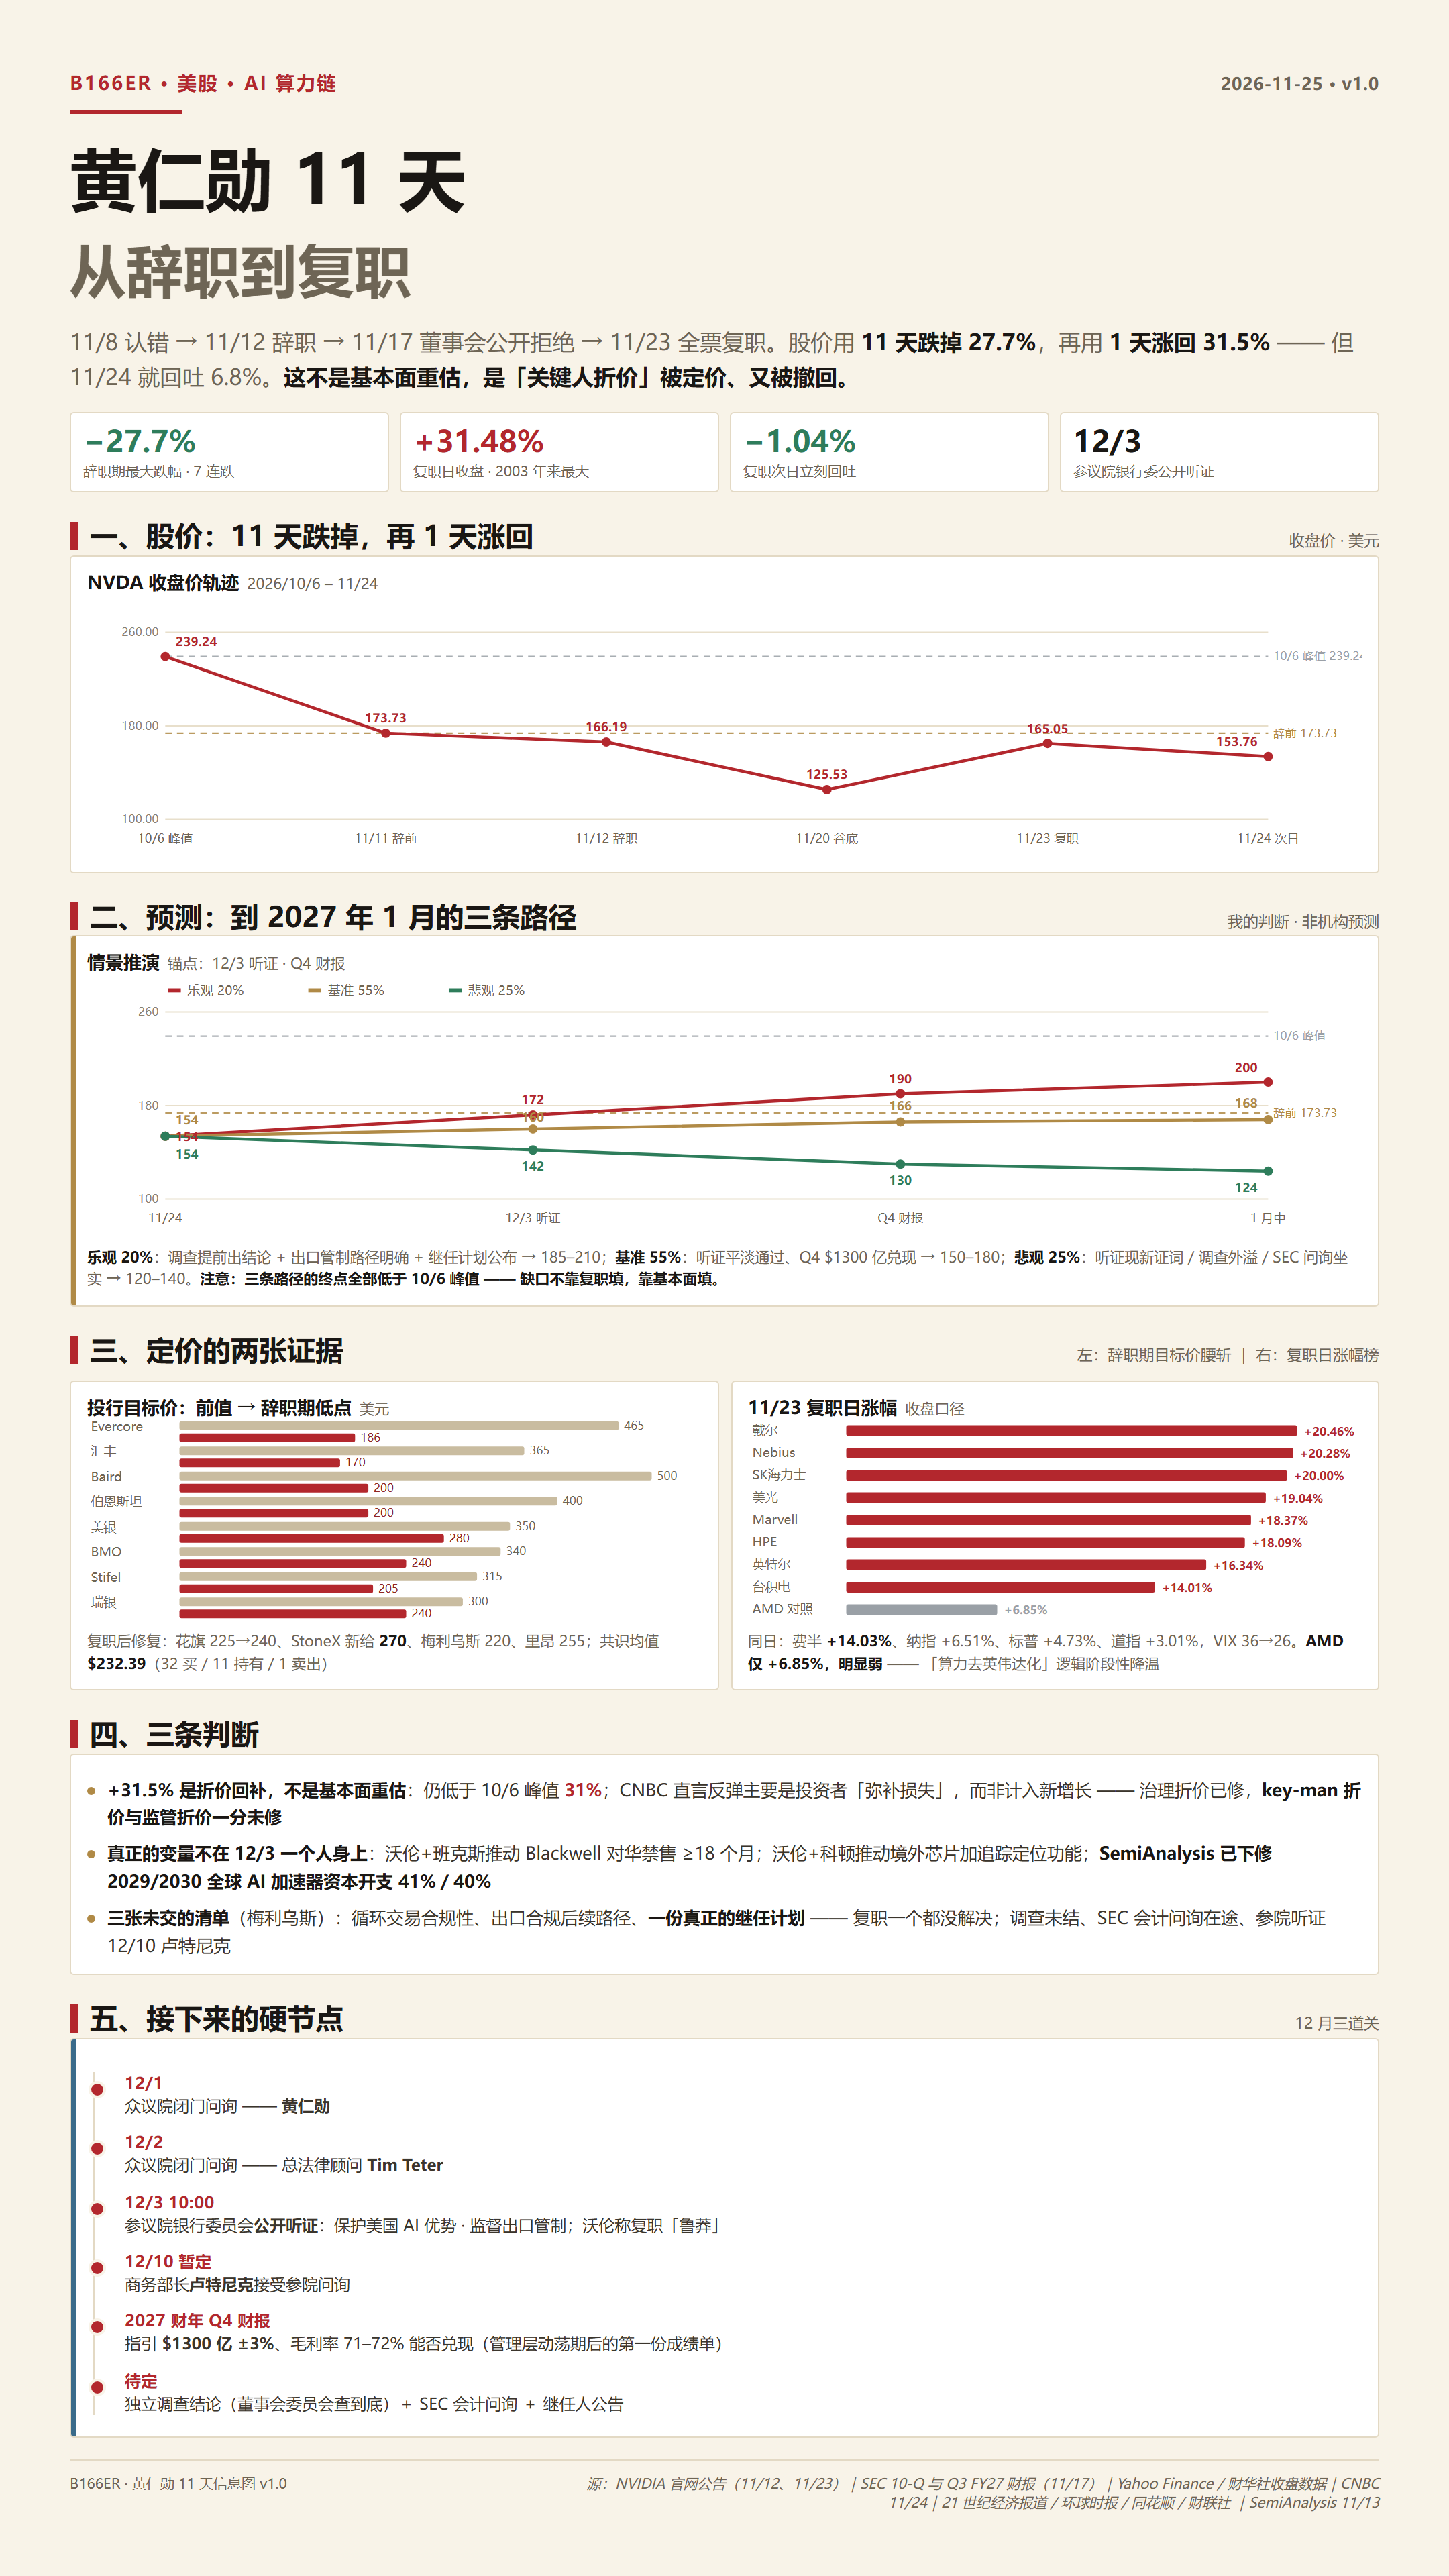 B166ER • 美股 • AI 算力链
2026-11-25 • v1.0
黄仁勋 11 天
从辞职到复职
11/8 认错 → 11/12 辞职 → 11/17 董事会公开拒绝 → 11/23 全票复职。股价用 11 天跌掉 27.7%，再用 1 天涨回 31.5% —— 但
11/24 就回吐 6.8%。这不是基本面重估，是「关键人折价」被定价、又被撤回。
−27.7%
辞职期最大跌幅 · 7 连跌
+31.48%
复职日收盘 · 2003 年来最大
−1.04%
复职次日立刻回吐
12/3
参议院银行委公开听证
一、股价：11 天跌掉，再 1 天涨回
收盘价 · 美元
NVDA 收盘价轨迹 2026/10/6 – 11/24
260.00
239.24
10/6 峰值 239.24
180.00
173.73
166.19
165.05
辞前 173.73
153.76
125.53
100.00
10/6 峰值
11/11 辞前
11/12 辞职
11/20 谷底
11/23 复职
11/24 次日
二、预测：到 2027 年 1 月的三条路径
我的判断 · 非机构预测
情景推演 锚点：12/3 听证 · Q4 财报
乐观 20%
基准 55%
悲观 25%
260
10/6 峰值
200
190
172
180
160
166
168
辞前 173.73
154
154
154
142
130
124
100
11/24
12/3 听证
Q4 财报
1 月中
乐观 20%：调查提前出结论 + 出口管制路径明确 + 继任计划公布 → 185–210；基准 55%：听证平淡通过、Q4 $1300 亿兑现 → 150–180；悲观 25%：听证现新证词 / 调查外溢 / SEC 问询坐
实 → 120–140。注意：三条路径的终点全部低于 10/6 峰值 —— 缺口不靠复职填，靠基本面填。
三、定价的两张证据
左：辞职期目标价腰斩 | 右：复职日涨幅榜
投行目标价：前值 → 辞职期低点 美元
Evercore
465
186
汇丰
365
170
Baird
500
200
伯恩斯坦
400
200
美银
350
280
BMO
340
240
Stifel
315
205
瑞银
300
240
复职后修复：花旗 225→240、StoneX 新给 270、梅利乌斯 220、里昂 255；共识均值
$232.39（32 买 / 11 持有 / 1 卖出）
11/23 复职日涨幅 收盘口径
戴尔
+20.46%
Nebius
+20.28%
SK海力士
+20.00%
美光
+19.04%
Marvell
+18.37%
HPE
+18.09%
英特尔
+16.34%
台积电
+14.01%
AMD 对照
+6.85%
同日：费半 +14.03%、纳指 +6.51%、标普 +4.73%、道指 +3.01%，VIX 36→26。AMD
仅 +6.85%，明显弱 —— 「算力去英伟达化」逻辑阶段性降温
四、三条判断
+31.5% 是折价回补，不是基本面重估：仍低于 10/6 峰值 31%；CNBC 直言反弹主要是投资者「弥补损失」，而非计入新增长 —— 治理折价已修，key-man 折
价与监管折价一分未修
真正的变量不在 12/3 一个人身上：沃伦+班克斯推动 Blackwell 对华禁售 ≥18 个月；沃伦+科顿推动境外芯片加追踪定位功能；SemiAnalysis 已下修
2029/2030 全球 AI 加速器资本开支 41% / 40%
三张未交的清单（梅利乌斯）：循环交易合规性、出口合规后续路径、一份真正的继任计划 —— 复职一个都没解决；调查未结、SEC 会计问询在途、参院听证
12/10 卢特尼克
五、接下来的硬节点
12 月三道关
12/1
众议院闭门问询 —— 黄仁勋
12/2
众议院闭门问询 —— 总法律顾问 Tim Teter
12/3 10:00
参议院银行委员会公开听证：保护美国 AI 优势 · 监督出口管制；沃伦称复职「鲁莽」
12/10 暂定
商务部长卢特尼克接受参院问询
2027 财年 Q4 财报
指引 $1300 亿 ±3%、毛利率 71–72% 能否兑现（管理层动荡期后的第一份成绩单）
待定
独立调查结论（董事会委员会查到底） + SEC 会计问询 + 继任人公告
B166ER · 黄仁勋 11 天信息图 v1.0
源：NVIDIA 官网公告（11/12、11/23） | SEC 10-Q 与 Q3 FY27 财报（11/17） | Yahoo Finance / 财华社收盘数据 | CNBC
11/24 | 21 世纪经济报道 / 环球时报 / 同花顺 / 财联社 | SemiAnalysis 11/13